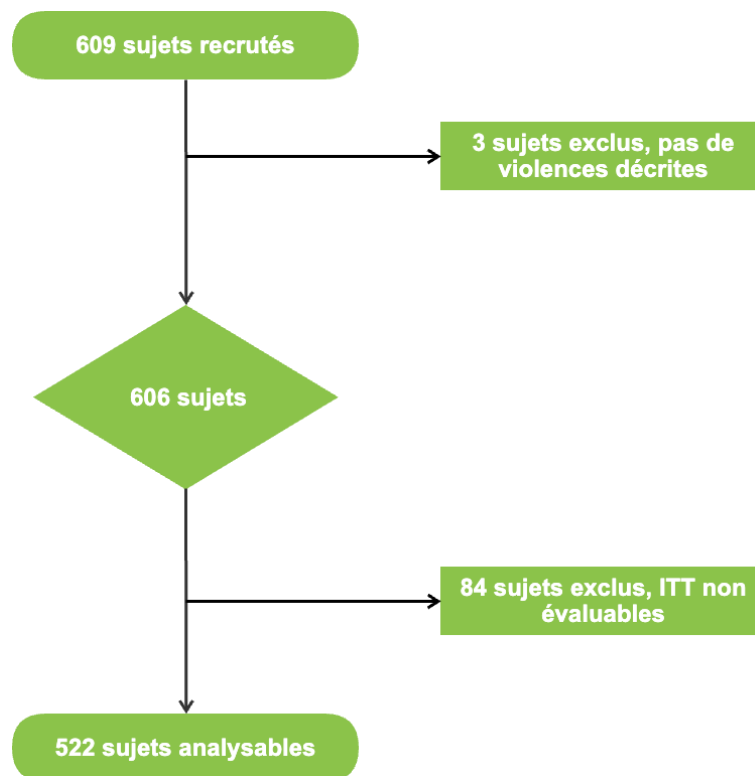 609 sujets recrutés
3 sujets exclus, pas de
violences décrites
606 sujets
84 sujets exclus, ITT non
évaluables
522 sujets analysables